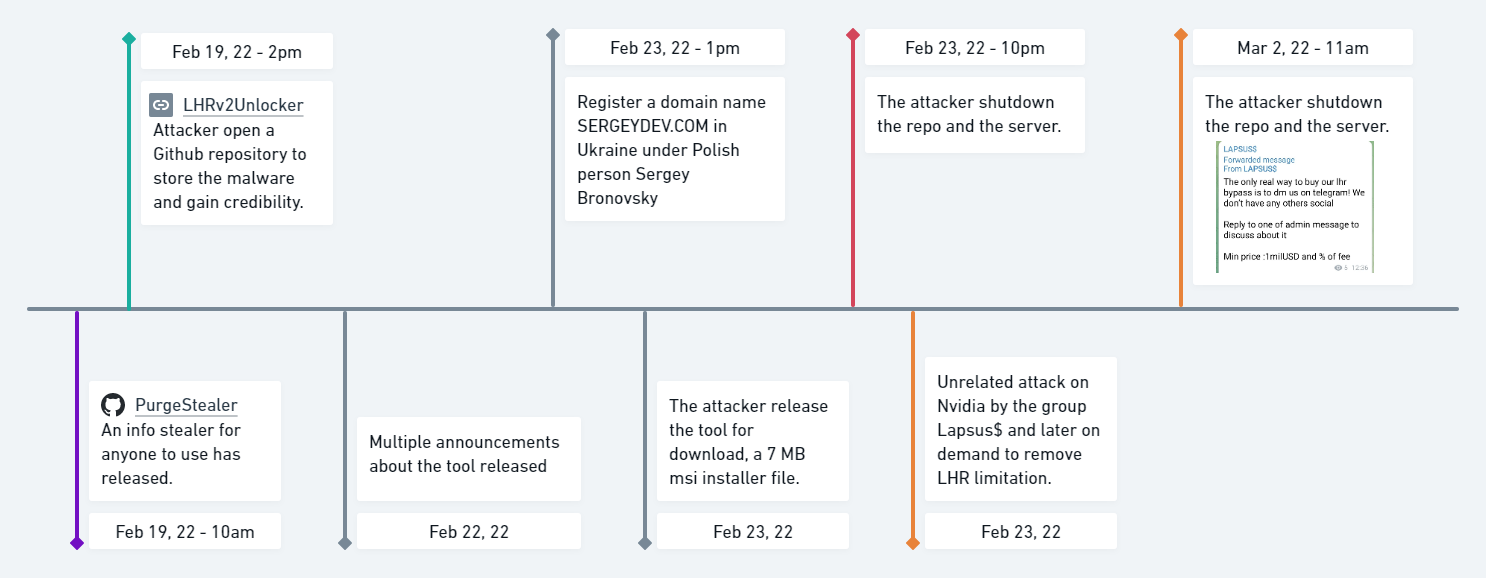 Feb 19, 22 - 2pm
LHRv2Unlocker
Attacker open a
Github repository to
store the malware
and gain credibility.
Feb 23, 22 - 1pm
Register a domain name
SERGEYDEV.COM in
Ukraine under Polish
person Sergey
Bronovsky
Feb 23, 22 - 10pm
The attacker shutdown
the repo and the server.
Mar 2, 22 - 11am
The attacker shutdown
the repo and the server.
LAPSUS$
Forwarded message
From LAPSUS$
The only real way to buy our lhr
bypass is to dm us on telegram! We
don't have any others social
Reply to one of admin message to
discuss about it
Min price :1milUSD and % of fee
6 12:36
PurgeStealer
An info stealer for
anyone to use has
released.
Feb 19, 22 - 10am
Multiple announcements
about the tool released
Feb 22, 22
The attacker release
the tool for
download, a 7 MB
msi installer file.
Feb 23, 22
Unrelated attack on
Nvidia by the group
Lapsus$ and later on
demand to remove
LHR limitation.
Feb 23, 22